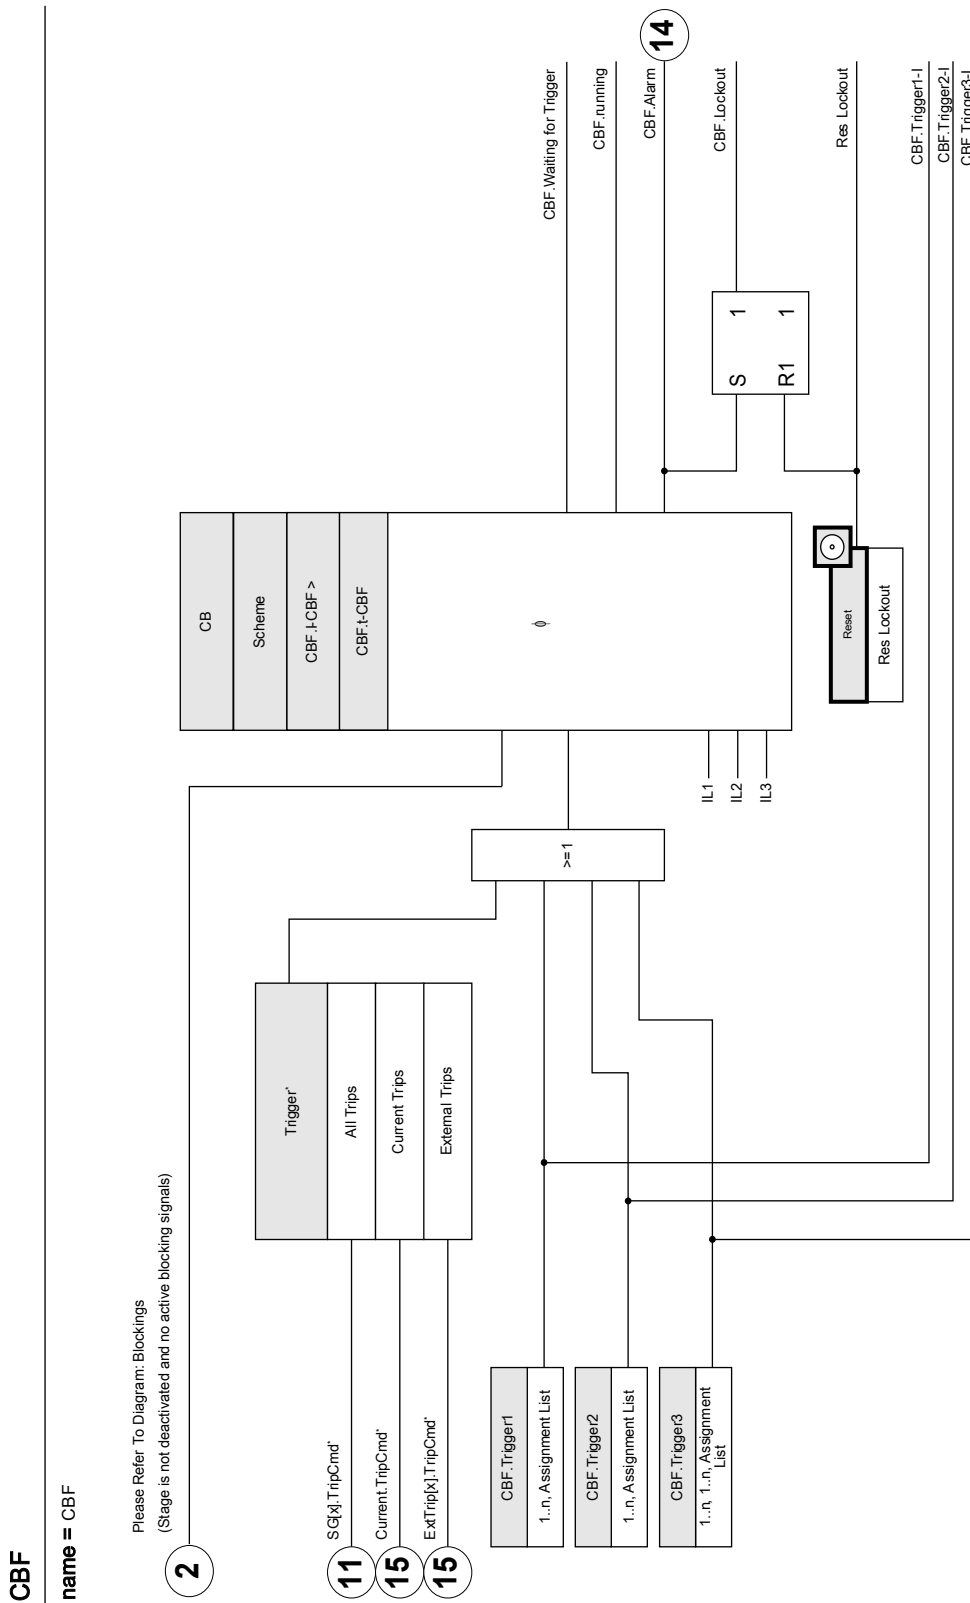 CBF
name = CBF
Please Refer To Diagram: Blockings
(Stage is not deactivated and no active blocking signals)
2
SG[x].TripCmd*
11
Current.TripCmd*
15
ExtTrip[x].TripCmd*
15
Trigger*
All Trips
Current Trips
External Trips
CBF.Trigger1
1..n, Assignment List
CBF.Trigger2
1..n, Assignment List
CBF.Trigger3
1..n, 1..n, Assignment
List
>=1
IL1
IL2
IL3
CB
Scheme
CBF.I-CBF >
CBF.t-CBF
φ
Reset
Res Lockout
S 1
R1 1
CBF.Waiting for Trigger
CBF.running
CBF.Alarm
14
CBF.Lockout
Res Lockout
CBF.Trigger1-I
CBF.Trigger2-I
CBF.Trigger3-I